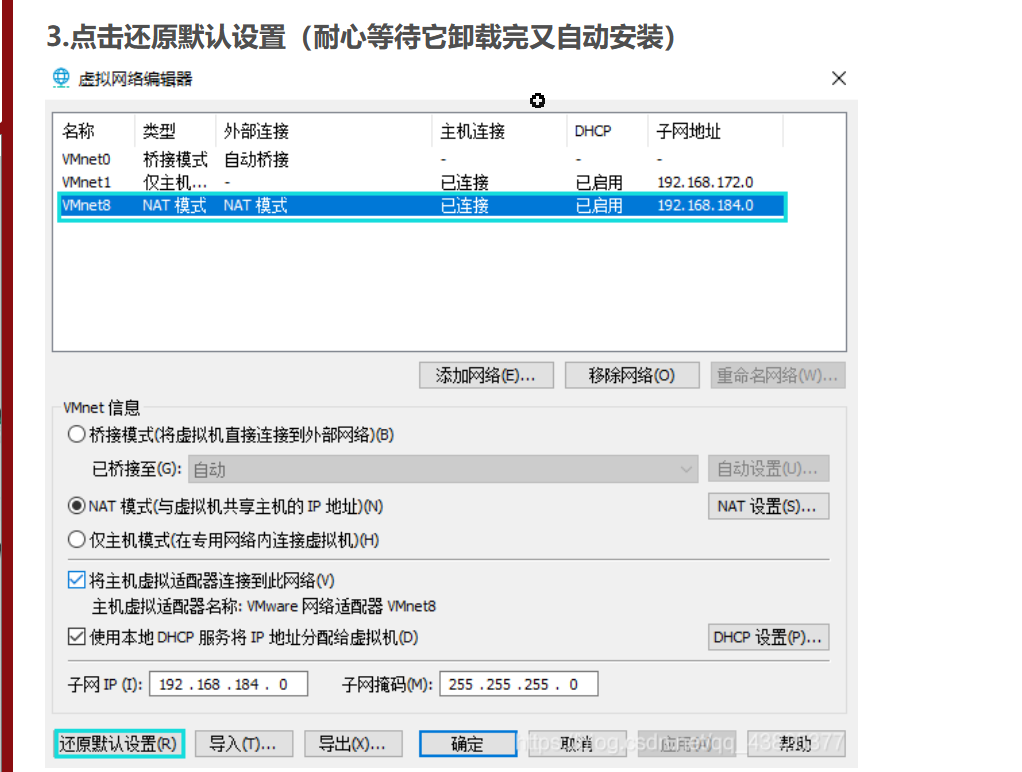 3.点击还原默认设置（耐心等待它卸载完又自动安装）
虚拟网络编辑器
名称 类型 外部连接 主机连接 DHCP 子网地址
VMnet0 桥接模式 自动桥接 - - -
VMnet1 仅主机... - 已连接 已启用 192.168.172.0
VMnet8 NAT 模式 NAT 模式 已连接 已启用 192.168.184.0
添加网络(E)... 移除网络(O) 重命名网络(W)...
VMnet 信息
桥接模式(将虚拟机直接连接到外部网络)(B)
已桥接至(G): 自动 自动设置(U)...
NAT 模式(与虚拟机共享主机的 IP 地址)(N) NAT 设置(S)...
仅主机模式(在专用网络内连接虚拟机)(H)
将主机虚拟适配器连接到此网络(V)
主机虚拟适配器名称: VMware 网络适配器 VMnet8
使用本地 DHCP 服务将 IP 地址分配给虚拟机(D) DHCP 设置(P)...
子网 IP (I): 192 . 168 . 184 . 0 子网掩码(M): 255 . 255 . 255 . 0
还原默认设置(R) 导入(T)... 导出(X)... 确定 取消 应用(A) 帮助